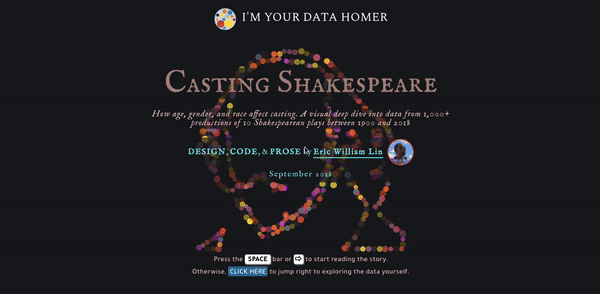 I'M YOUR DATA HOMER
Casting Shakespeare
How age, gender, and race affect casting. A visual deep dive into data from 1,000+
productions of 10 Shakespearean plays between 1900 and 2018
DESIGN, CODE, & PROSE by Eric William Lin
September 2018
Press the SPACE bar or ⇨ to start reading the story.
Otherwise, CLICK HERE to jump right to exploring the data yourself.